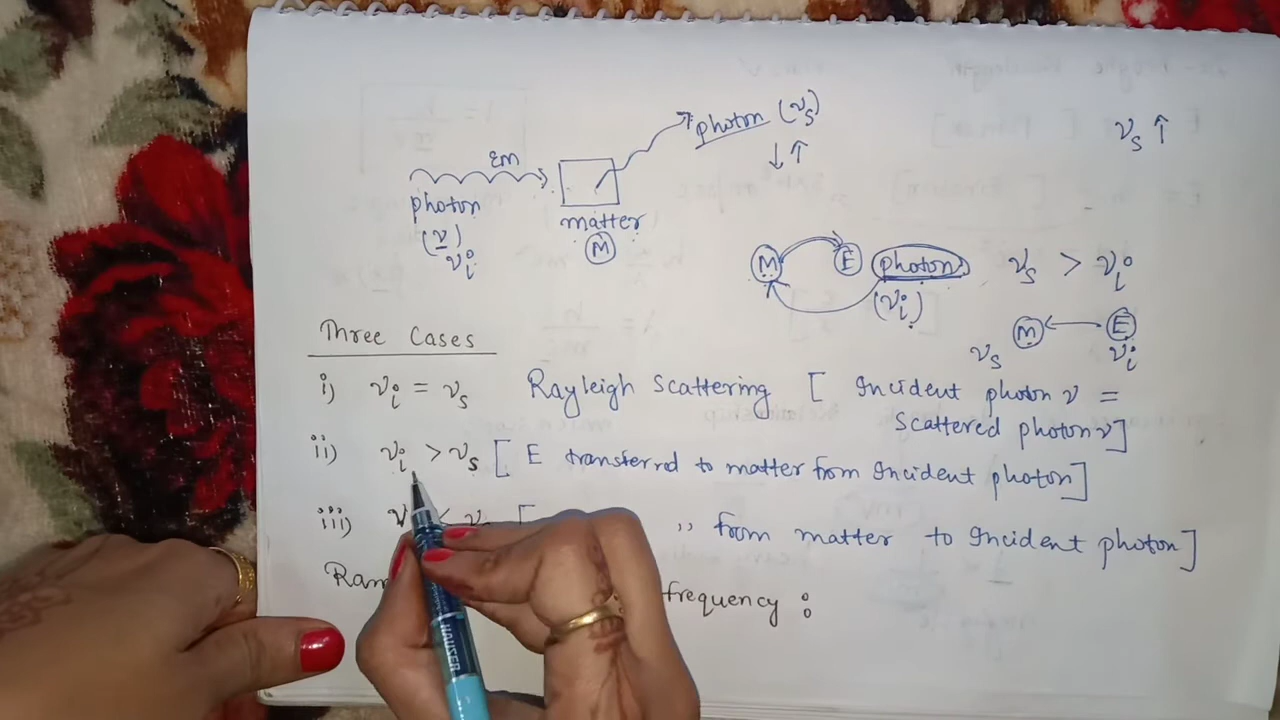 photon (νs)
νs ↑
EM
↓↑
photon
matter
(ν)
νi
M
M E photon νs > νi
(νi)
M ← E
νs νi
Three Cases
i) νi = νs Rayleigh Scattering [ Incident photon ν =
Scattered photon ν]
ii) νi > νs [ E transferred to matter from Incident photon]
iii) ν < [ ,, from matter to Incident photon]
frequency :
HAUSER